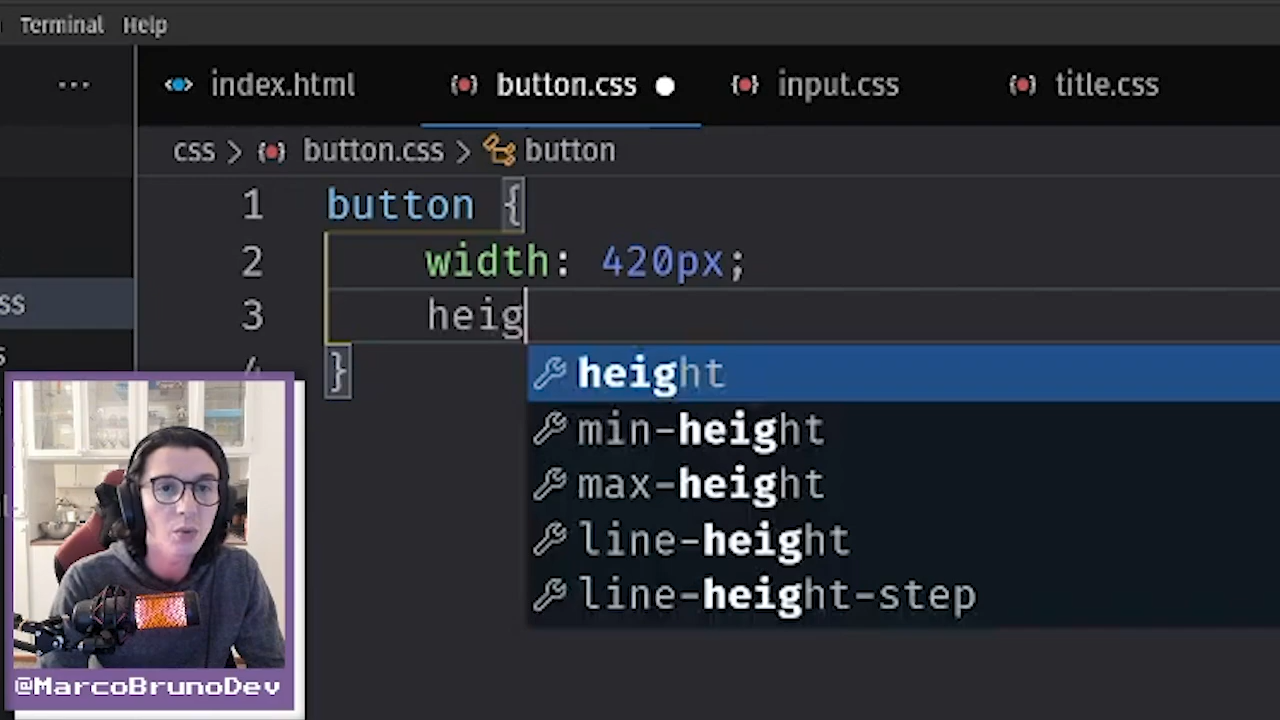 Terminal Help
... index.html button.css input.css title.css
css > button.css > button
1 button {
2 width: 420px;
3 heig
4 }
height
min-height
max-height
line-height
line-height-step
@MarcoBrunoDev